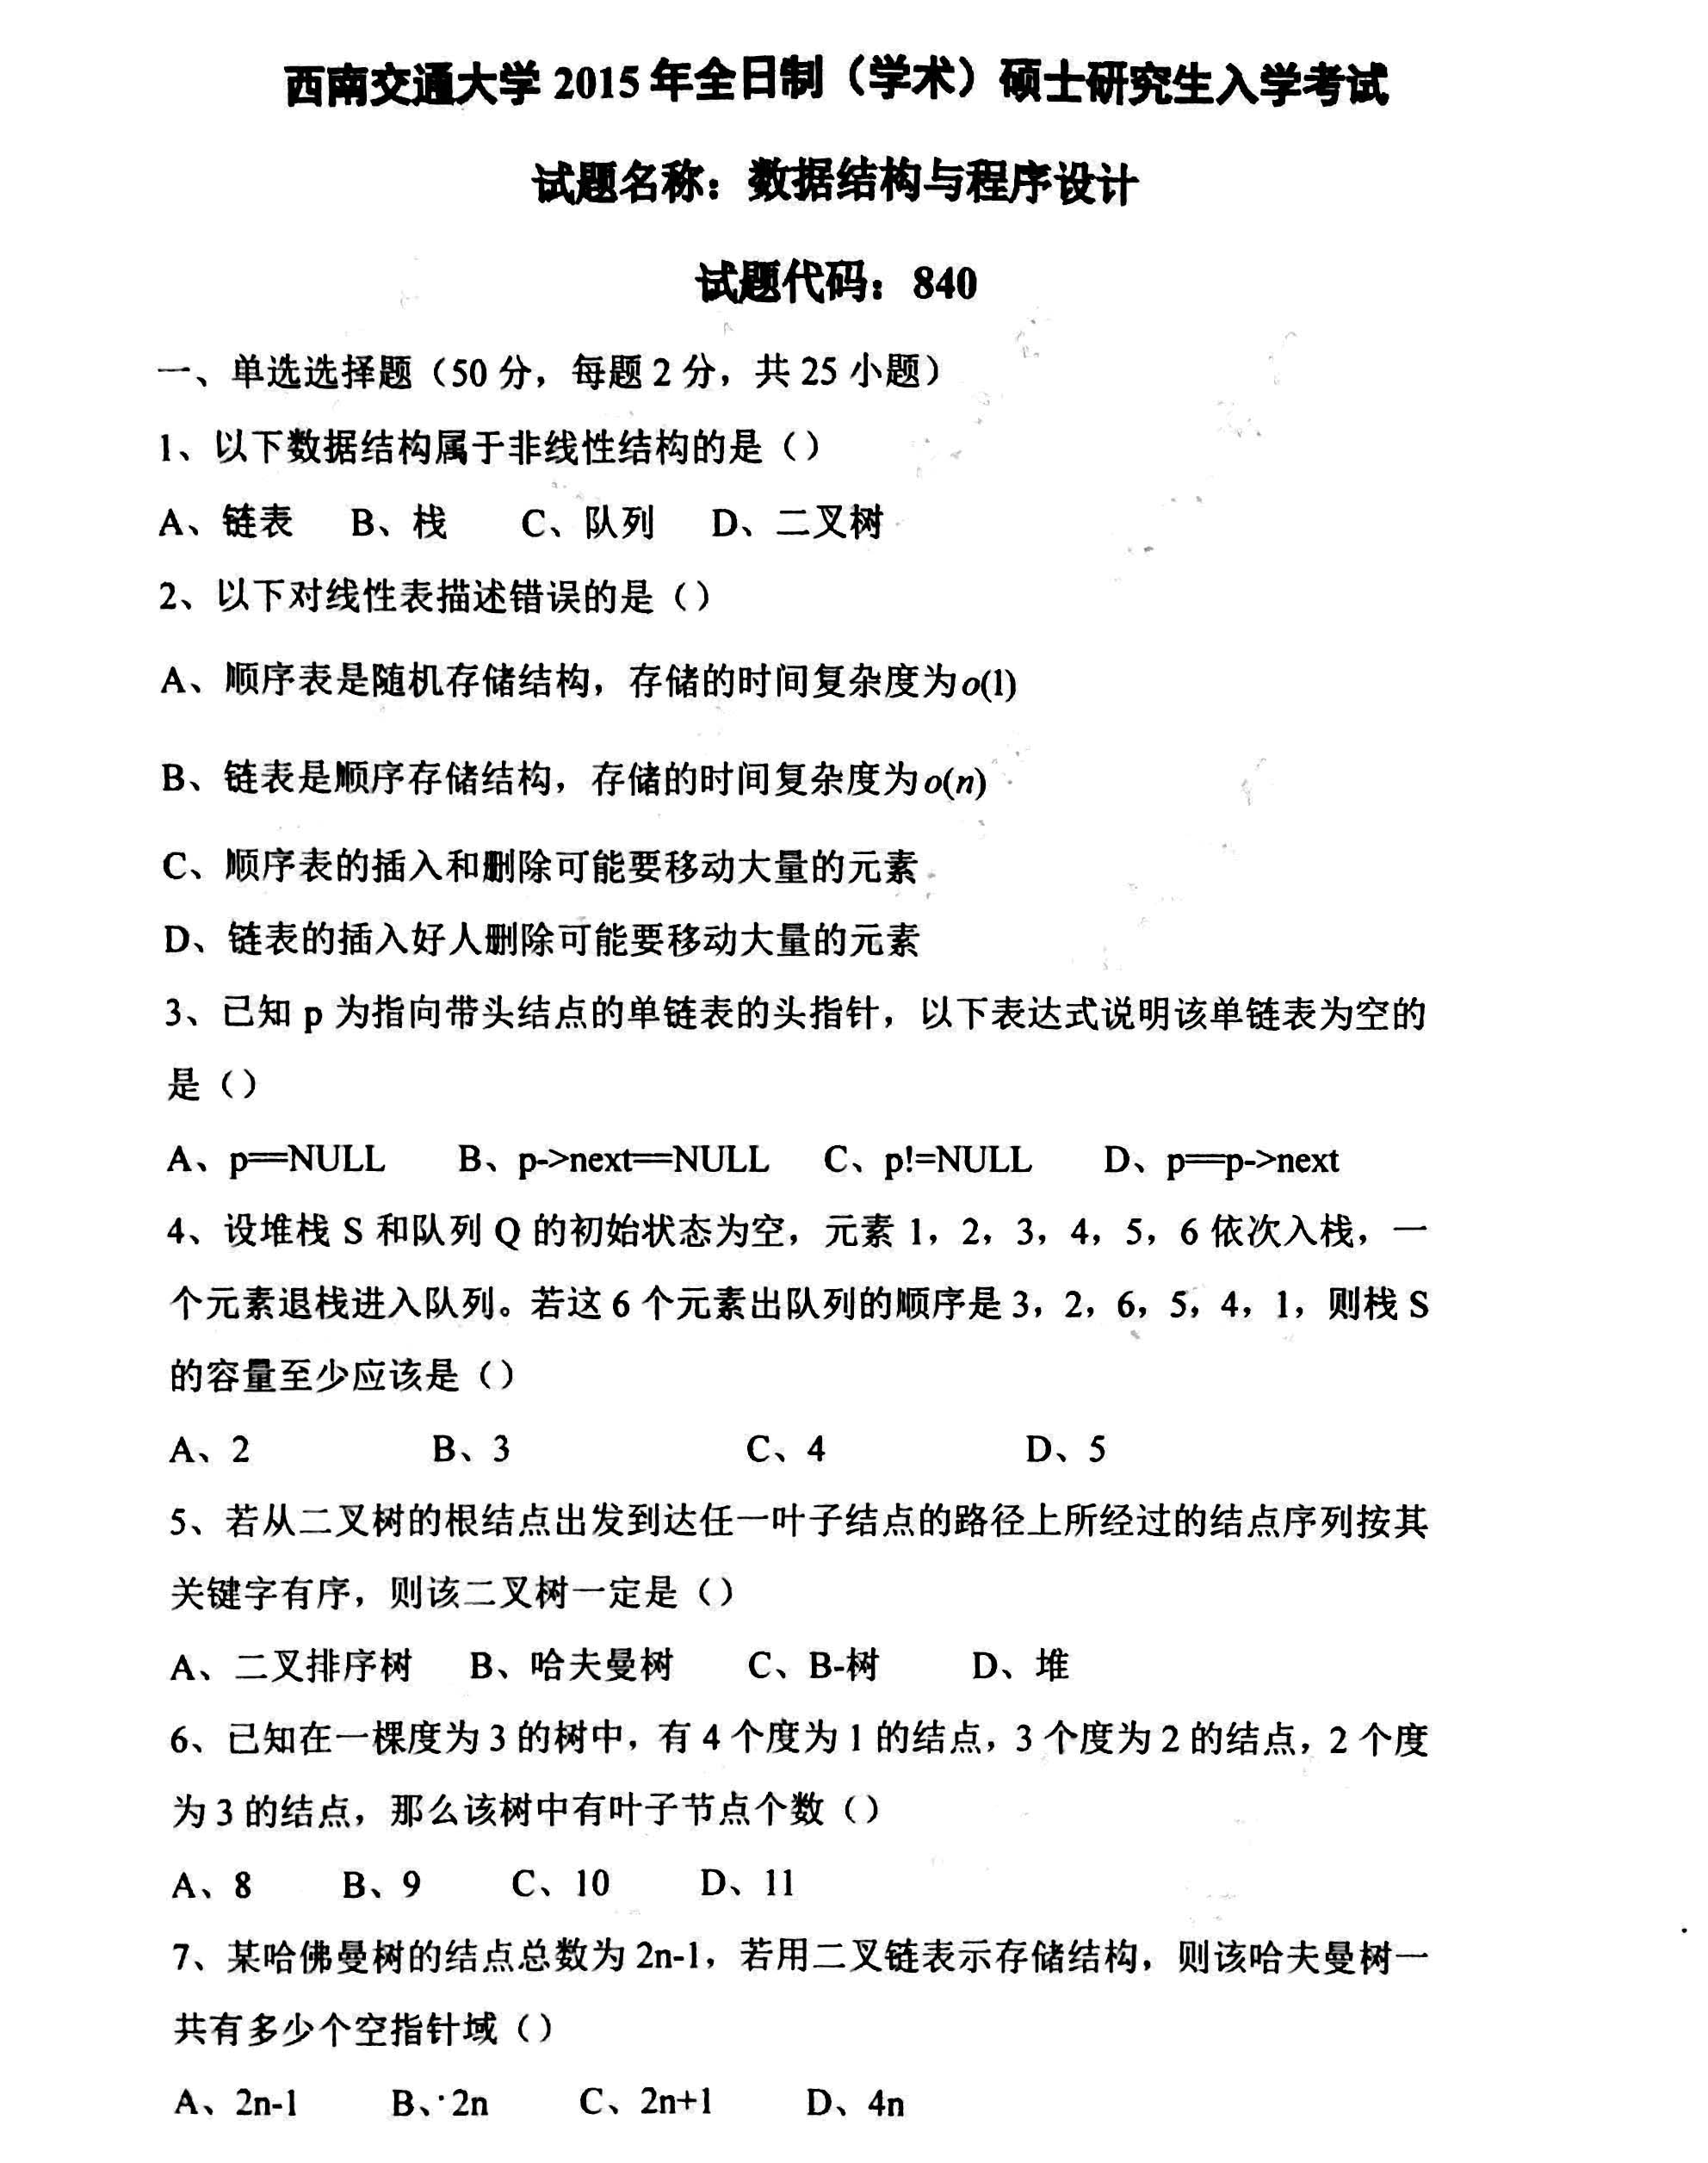 西南交通大学 2015 年全日制（学术）硕士研究生入学考试
试题名称：数据结构与程序设计
试题代码：840
一、单选选择题（50 分，每题 2 分，共 25 小题）
1、以下数据结构属于非线性结构的是（）
A、链表 B、栈 C、队列 D、二叉树
2、以下对线性表描述错误的是（）
A、顺序表是随机存储结构，存储的时间复杂度为o(1)
B、链表是顺序存储结构，存储的时间复杂度为o(n)
C、顺序表的插入和删除可能要移动大量的元素
D、链表的插入好人删除可能要移动大量的元素
3、已知 p 为指向带头结点的单链表的头指针，以下表达式说明该单链表为空的
是（）
A、p==NULL B、p->next==NULL C、p!=NULL D、p==p->next
4、设堆栈 S 和队列 Q 的初始状态为空，元素 1，2，3，4，5，6 依次入栈，一
个元素退栈进入队列。若这 6 个元素出队列的顺序是 3，2，6，5，4，1，则栈 S
的容量至少应该是（）
A、2 B、3 C、4 D、5
5、若从二叉树的根结点出发到达任一叶子结点的路径上所经过的结点序列按其
关键字有序，则该二叉树一定是（）
A、二叉排序树 B、哈夫曼树 C、B-树 D、堆
6、已知在一棵度为 3 的树中，有 4 个度为 1 的结点，3 个度为 2 的结点，2 个度
为 3 的结点，那么该树中有叶子节点个数（）
A、8 B、9 C、10 D、11
7、某哈佛曼树的结点总数为 2n-1，若用二叉链表示存储结构，则该哈夫曼树一
共有多少个空指针域（）
A、2n-1 B、2n C、2n+1 D、4n